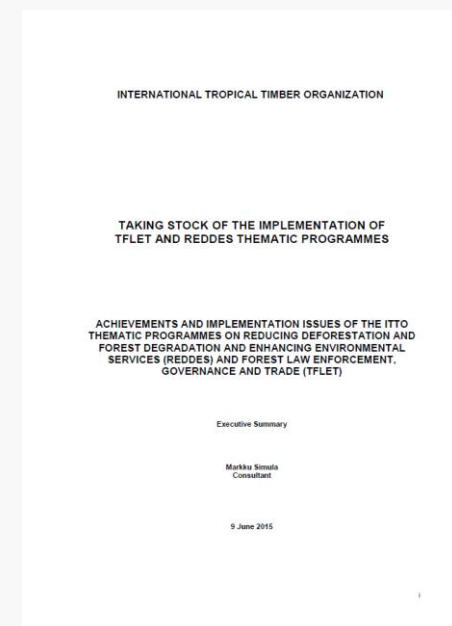 INTERNATIONAL TROPICAL TIMBER ORGANIZATION
TAKING STOCK OF THE IMPLEMENTATION OF
TFLET AND REDDES THEMATIC PROGRAMMES
ACHIEVEMENTS AND IMPLEMENTATION ISSUES OF THE ITTO
THEMATIC PROGRAMMES ON REDUCING DEFORESTATION AND
FOREST DEGRADATION AND ENHANCING ENVIRONMENTAL
SERVICES (REDDES) AND FOREST LAW ENFORCEMENT,
GOVERNANCE AND TRADE (TFLET)
Executive Summary
Markku Simula
Consultant
9 June 2015
i